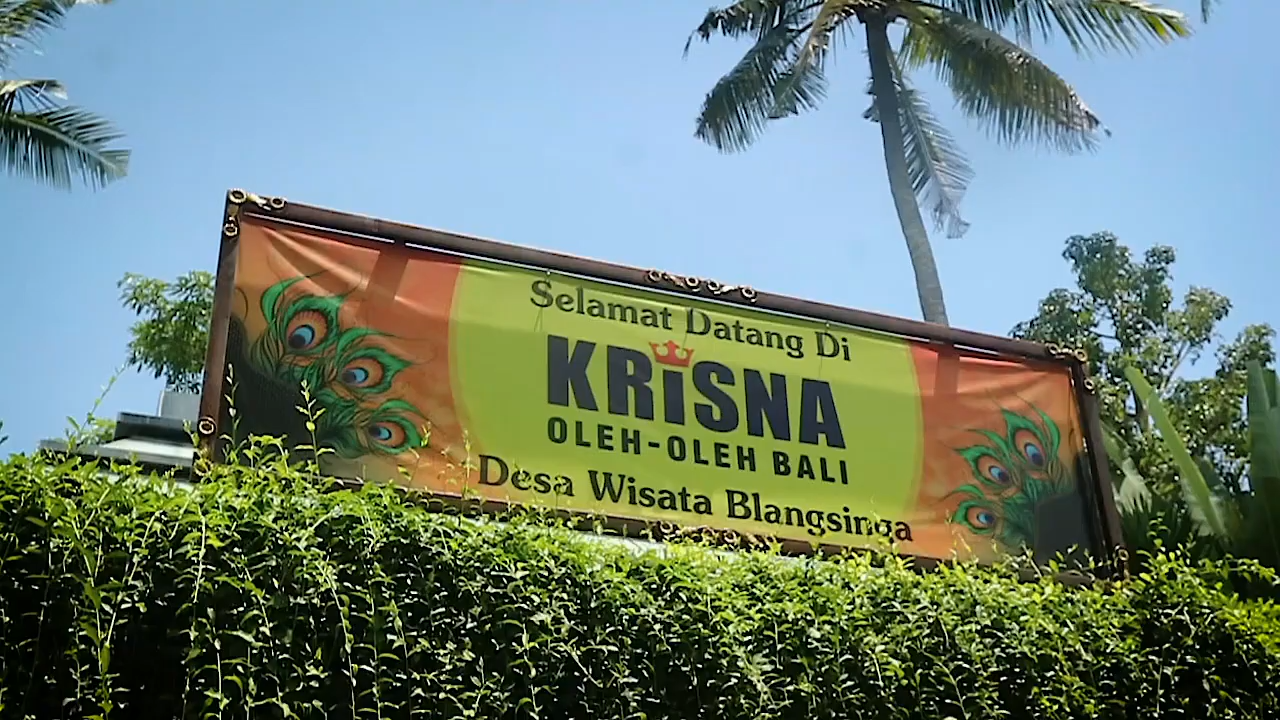 Selamat Datang Di
KRiSNA
OLEH-OLEH BALI
Desa Wisata Blangsinga